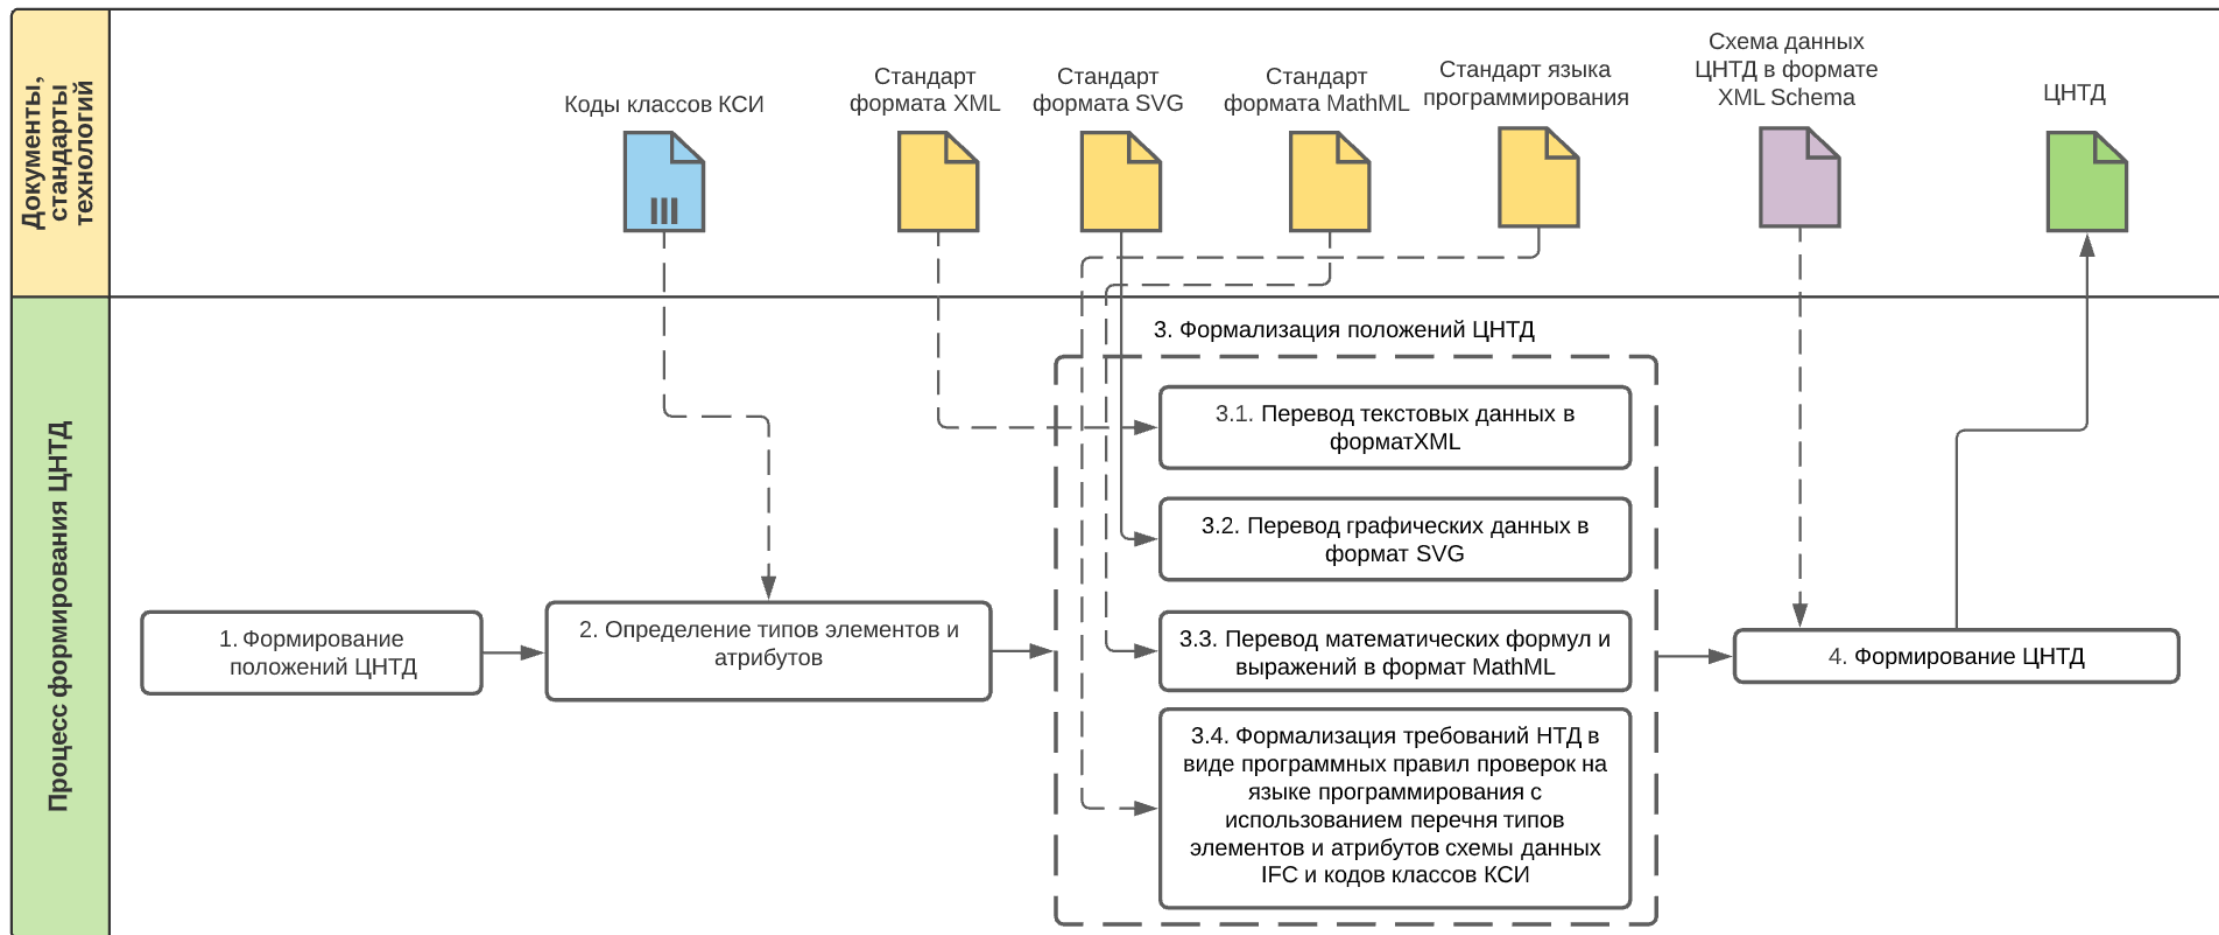 Документы,
стандарты
технологий
Коды классов КСИ
Стандарт
формата XML
Стандарт
формата SVG
Стандарт
формата MathML
Стандарт языка
программирования
Схема данных
ЦНТД в формате
XML Schema
ЦНТД
Процесс формирования ЦНТД
1. Формирование
положений ЦНТД
2. Определение типов элементов и
атрибутов
3. Формализация положений ЦНТД
3.1. Перевод текстовых данных в
форматXML
3.2. Перевод графических данных в
формат SVG
3.3. Перевод математических формул и
выражений в формат MathML
3.4. Формализация требований НТД в
виде программных правил проверок на
языке программирования с
использованием перечня типов
элементов и атрибутов схемы данных
IFC и кодов классов КСИ
4. Формирование ЦНТД